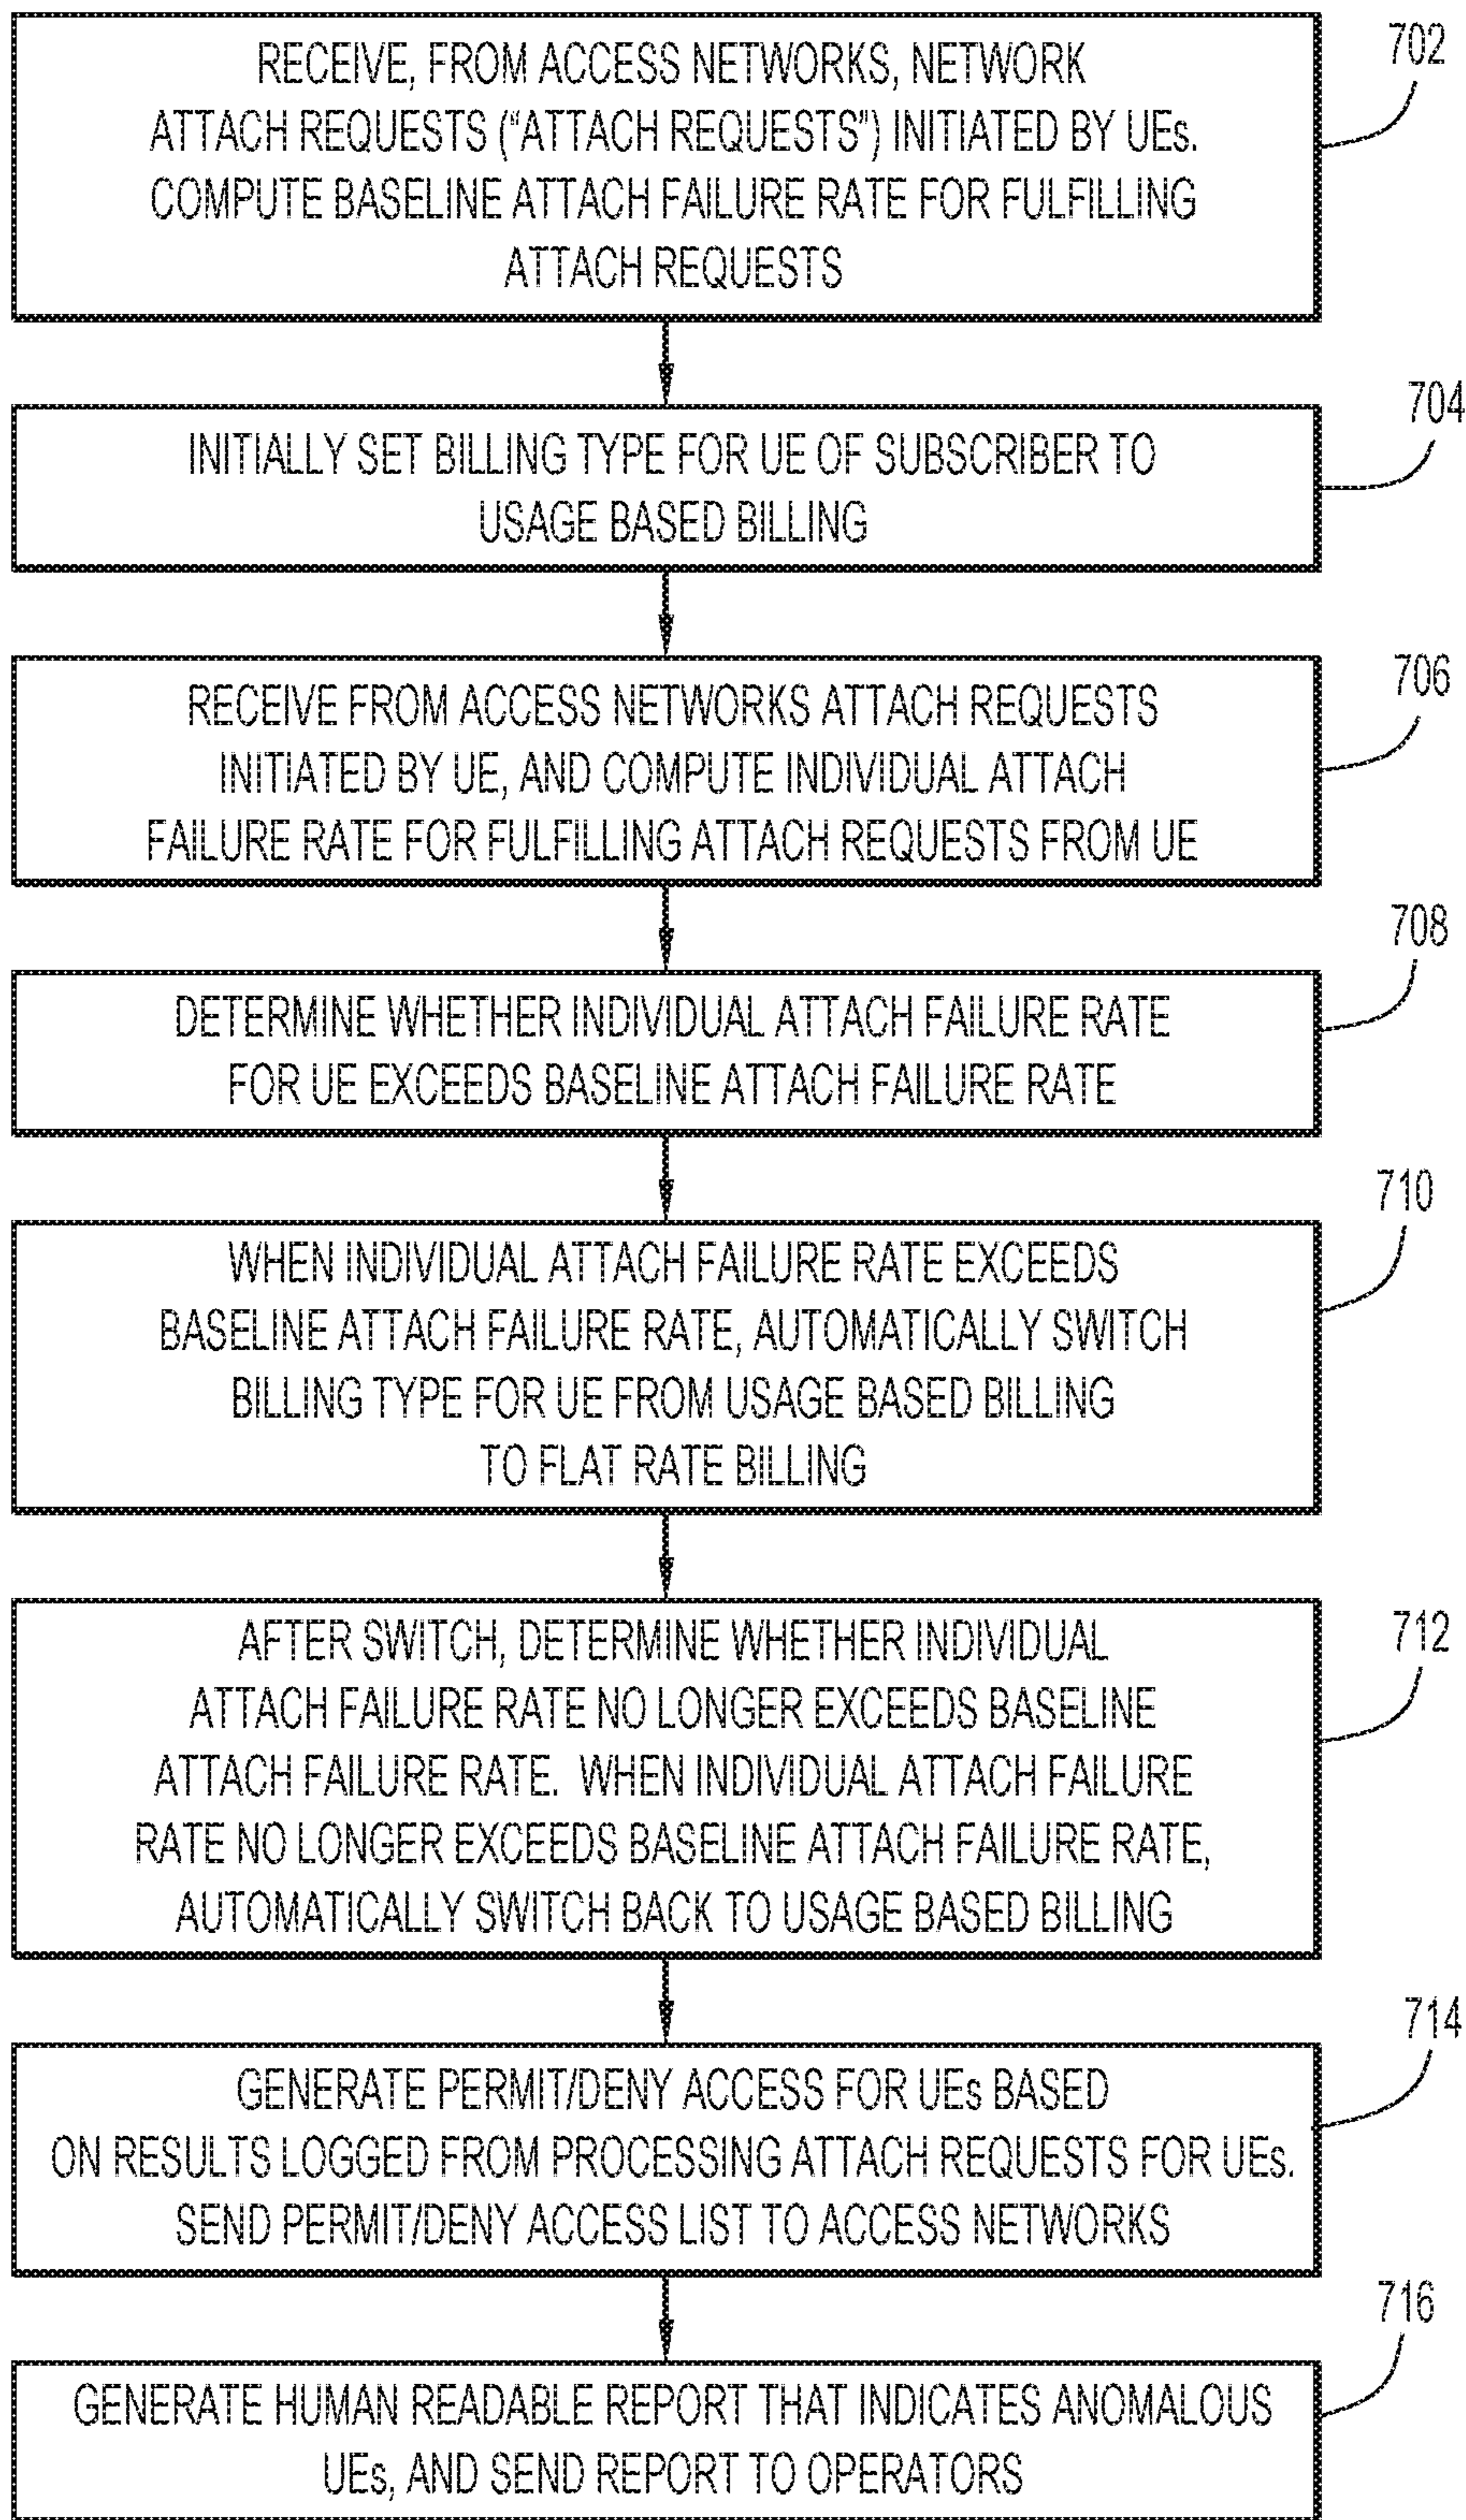 RECEIVE, FROM ACCESS NETWORKS, NETWORK
ATTACH REQUESTS ("ATTACH REQUESTS") INITIATED BY UEs.
COMPUTE BASELINE ATTACH FAILURE RATE FOR FULFILLING
ATTACH REQUESTS
702
INITIALLY SET BILLING TYPE FOR UE OF SUBSCRIBER TO
USAGE BASED BILLING
704
RECEIVE FROM ACCESS NETWORKS ATTACH REQUESTS
INITIATED BY UE, AND COMPUTE INDIVIDUAL ATTACH
FAILURE RATE FOR FULFILLING ATTACH REQUESTS FROM UE
706
DETERMINE WHETHER INDIVIDUAL ATTACH FAILURE RATE
FOR UE EXCEEDS BASELINE ATTACH FAILURE RATE
708
WHEN INDIVIDUAL ATTACH FAILURE RATE EXCEEDS
BASELINE ATTACH FAILURE RATE, AUTOMATICALLY SWITCH
BILLING TYPE FOR UE FROM USAGE BASED BILLING
TO FLAT RATE BILLING
710
AFTER SWITCH, DETERMINE WHETHER INDIVIDUAL
ATTACH FAILURE RATE NO LONGER EXCEEDS BASELINE
ATTACH FAILURE RATE. WHEN INDIVIDUAL ATTACH FAILURE
RATE NO LONGER EXCEEDS BASELINE ATTACH FAILURE RATE,
AUTOMATICALLY SWITCH BACK TO USAGE BASED BILLING
712
GENERATE PERMIT/DENY ACCESS FOR UEs BASED
ON RESULTS LOGGED FROM PROCESSING ATTACH REQUESTS FOR UEs.
SEND PERMIT/DENY ACCESS LIST TO ACCESS NETWORKS
714
GENERATE HUMAN READABLE REPORT THAT INDICATES ANOMALOUS
UEs, AND SEND REPORT TO OPERATORS
716